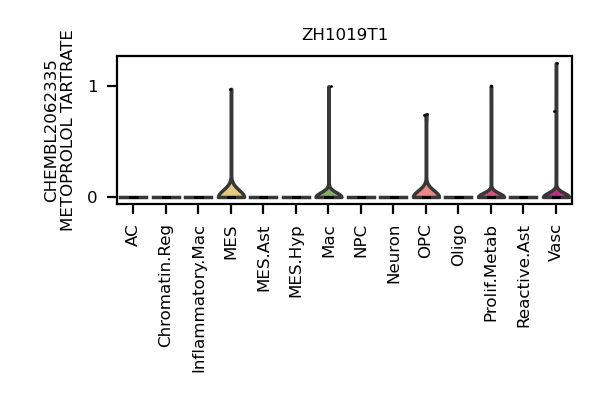 ZH1019T1
CHEMBL2062335
METOPROLOL TARTRATE
1
0
AC
Chromatin.Reg
Inflammatory.Mac
MES
MES.Ast
MES.Hyp
Mac
NPC
Neuron
OPC
Oligo
Prolif.Metab
Reactive.Ast
Vasc